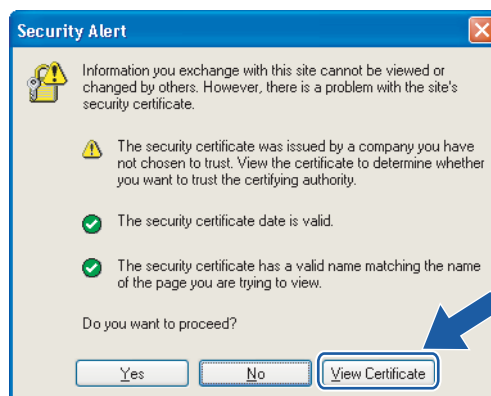 Security Alert
Information you exchange with this site cannot be viewed or
changed by others. However, there is a problem with the site's
security certificate.
The security certificate was issued by a company you have
not chosen to trust. View the certificate to determine whether
you want to trust the certifying authority.
The security certificate date is valid.
The security certificate has a valid name matching the name
of the page you are trying to view.
Do you want to proceed?
Yes No View Certificate